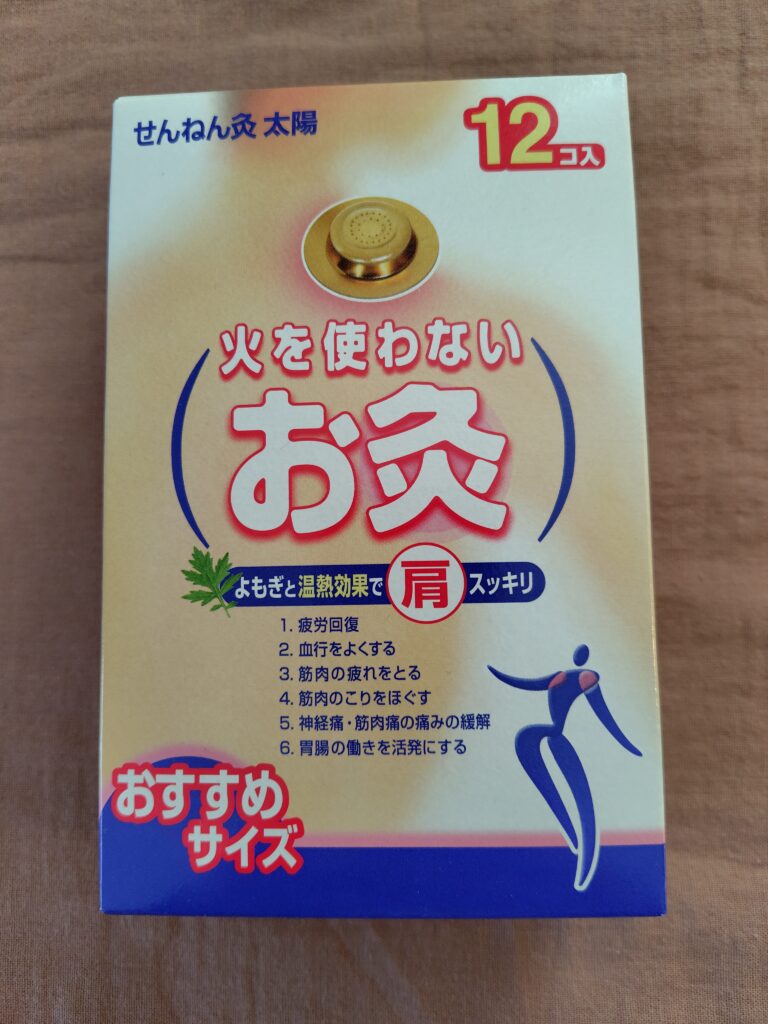 せんねん灸 太陽
12コ入
火を使わない
お灸
よもぎと温熱効果で肩スッキリ
1. 疲労回復
2. 血行をよくする
3. 筋肉の疲れをとる
4. 筋肉のこりをほぐす
5. 神経痛・筋肉痛の痛みの緩解
6. 胃腸の働きを活発にする
おすすめ
サイズ